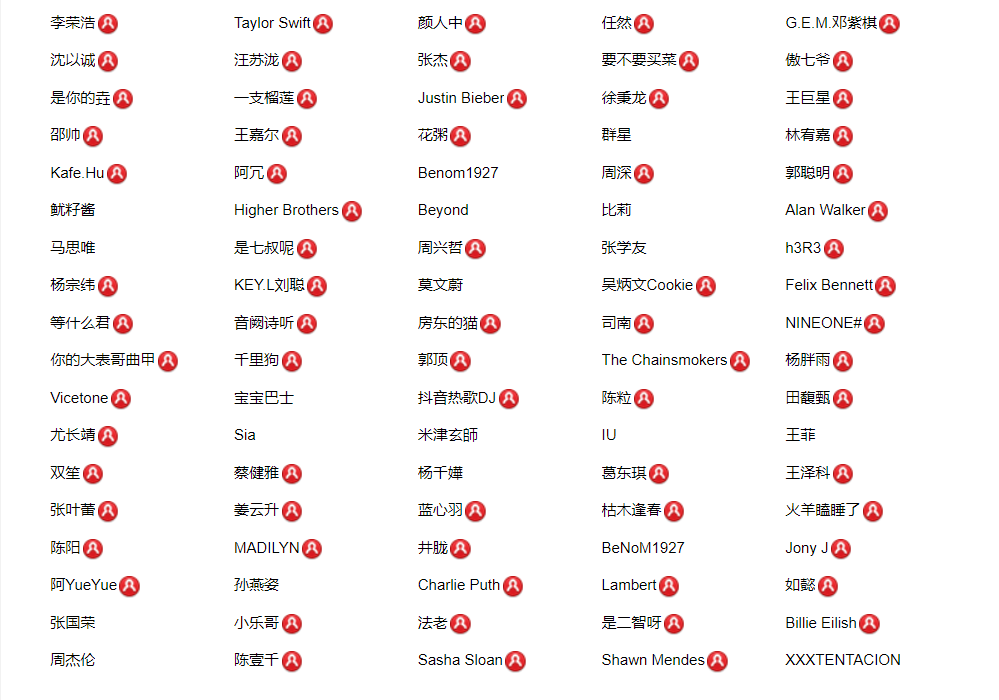 李荣浩 Taylor Swift 颜人中 任然 G.E.M.邓紫棋
沈以诚 汪苏泷 张杰 要不要买菜 傲七爷
是你的垚 一支榴莲 Justin Bieber 徐秉龙 王巨星
邵帅 王嘉尔 花粥 群星 林宥嘉
Kafe.Hu 阿冗 Benom1927 周深 郭聪明
鱿籽酱 Higher Brothers Beyond 比莉 Alan Walker
马思唯 是七叔呢 周兴哲 张学友 h3R3
杨宗纬 KEY.L刘聪 莫文蔚 吴炳文Cookie Felix Bennett
等什么君 音阙诗听 房东的猫 司南 NINEONE#
你的大表哥曲甲 千里狗 郭顶 The Chainsmokers 杨胖雨
Vicetone 宝宝巴士 抖音热歌DJ 陈粒 田馥甄
尤长靖 Sia 米津玄師 IU 王菲
双笙 蔡健雅 杨千嬅 葛东琪 王泽科
张叶蕾 姜云升 蓝心羽 枯木逢春 火羊瞌睡了
陈阳 MADILYN 井胧 BeNoM1927 Jony J
阿YueYue 孙燕姿 Charlie Puth Lambert 如懿
张国荣 小乐哥 法老 是二智呀 Billie Eilish
周杰伦 陈壹千 Sasha Sloan Shawn Mendes XXXTENTACION